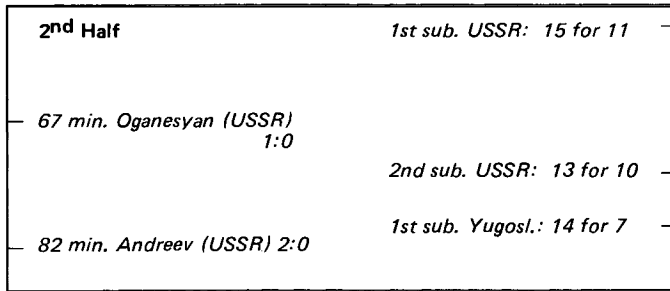 2nd Half
1st sub. USSR: 15 for 11
67 min. Oganesyan (USSR)
1:0
2nd sub. USSR: 13 for 10
1st sub. Yugosl.: 14 for 7
82 min. Andreev (USSR) 2:0